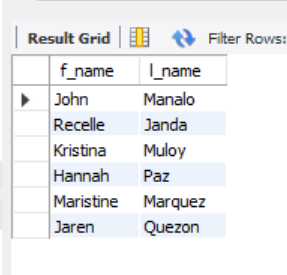 Result Grid Filter Rows:
f_name l_name
John Manalo
Recelle Janda
Kristina Muloy
Hannah Paz
Maristine Marquez
Jaren Quezon